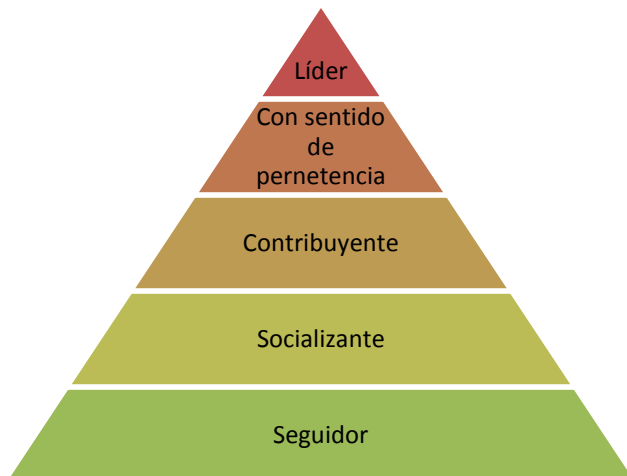 Líder
Con sentido
de
pernetencia
Contribuyente
Socializante
Seguidor